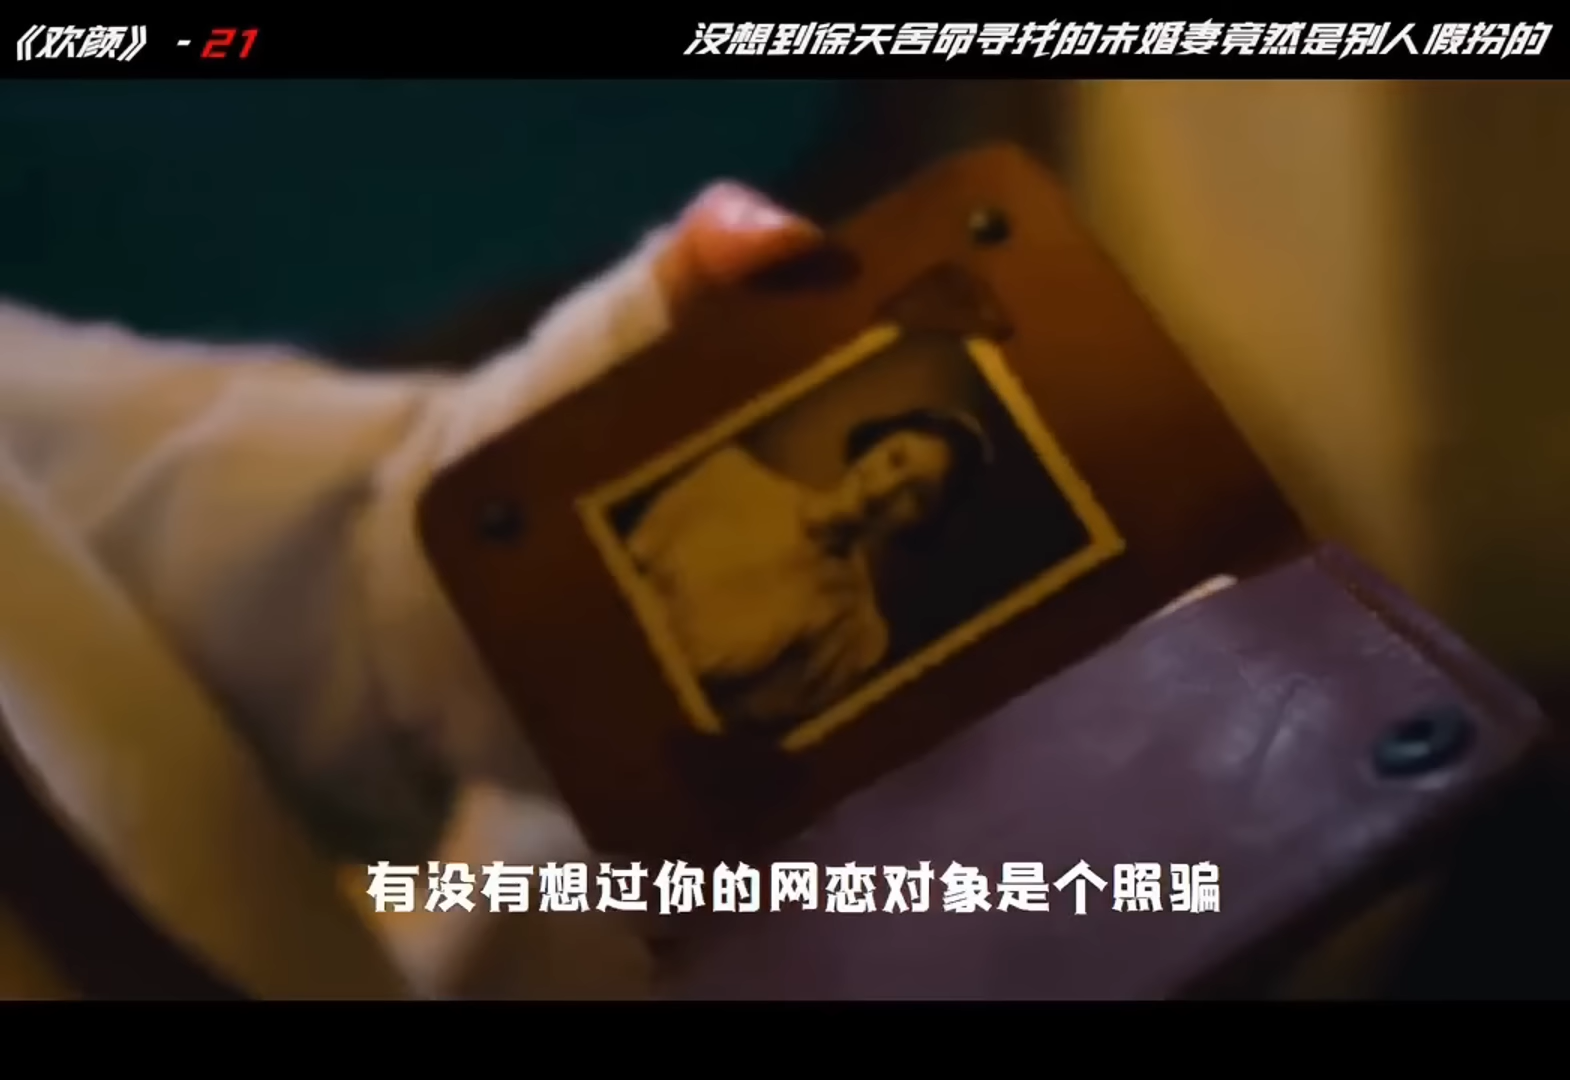 《欢颜》 - 21
没想到徐天舍命寻找的未婚妻竟然是别人假扮的
有没有想过你的网恋对象是个照骗